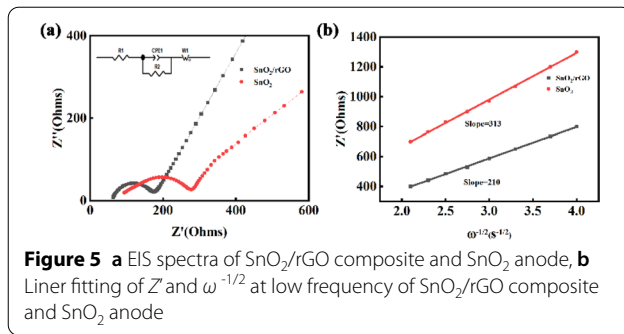 (a)
R1 CPE1 W1
R2
SnO₂/rGO
SnO₂
Z''(Ohms)
400
200
0
0 200 400 600
Z'(Ohms)
(b)
1400
1200
1000
800
600
400
Z'(Ohms)
SnO₂/rGO
SnO₂
Slope=313
Slope=210
2.0 2.5 3.0 3.5 4.0
ω⁻¹/²(s⁻¹/²)
Figure 5 a EIS spectra of SnO₂/rGO composite and SnO₂ anode, b
Liner fitting of Z' and ω ⁻¹/² at low frequency of SnO₂/rGO composite
and SnO₂ anode